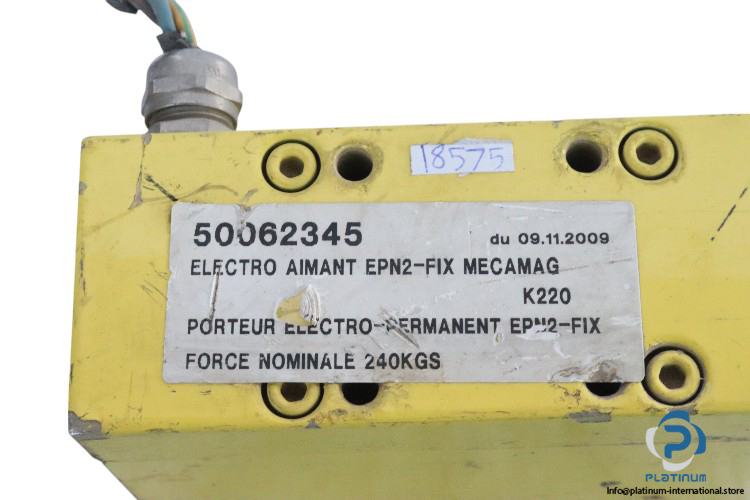 18575
50062345 du 09.11.2009
ELECTRO AIMANT EPN2-FIX MECAMAG
K220
PORTEUR ELECTRO-PERMANENT EPN2-FIX
FORCE NOMINALE 240KGS
PLATINUM
info@platinum-international.store